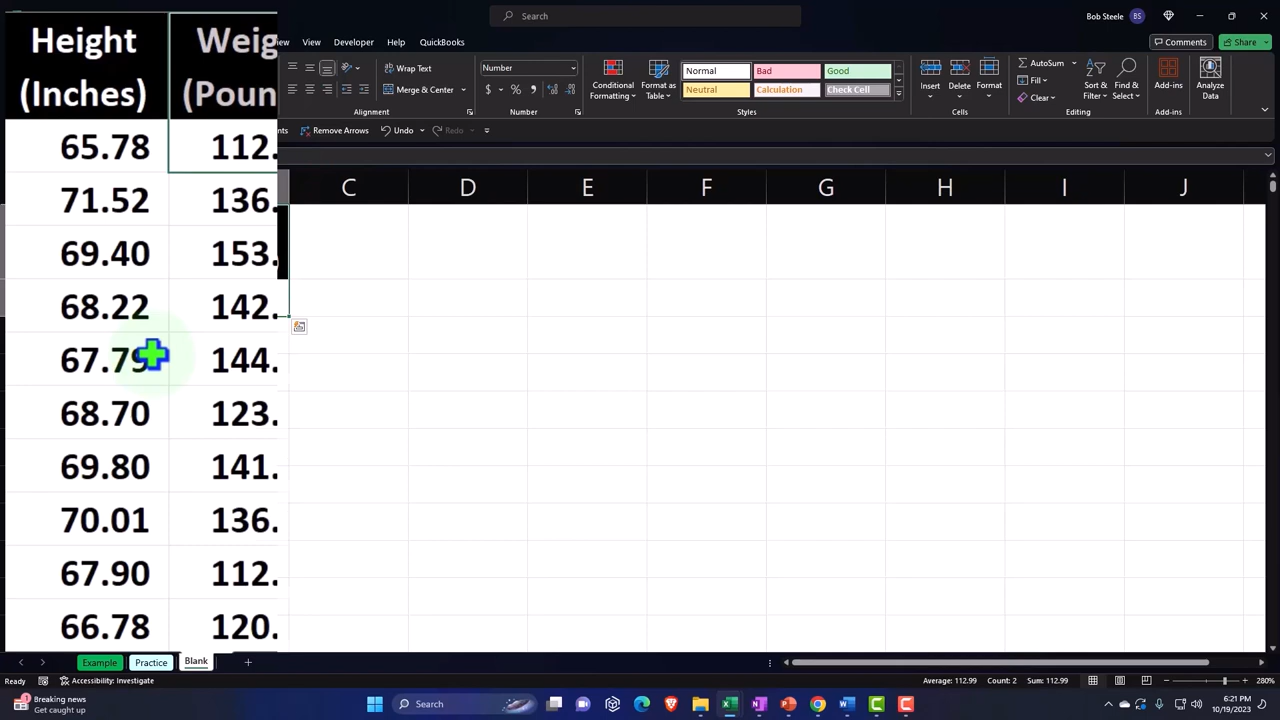 Search
Bob Steele BS
View Developer Help QuickBooks
Comments Share
Wrap Text Number
Conditional Formatting Format as Table
Normal Bad Good
Insert Delete Format
AutoSum
Sort & Filter Find & Select
Add-ins Analyze Data
Merge & Center
$ % ,
Neutral Calculation Check Cell
Fill
Clear
Alignment Number Styles Cells Editing Add-ins
Remove Arrows Undo Redo
C D E F G H I J
Height
(Inches)
Weig
(Poun
65.78 112.
71.52 136.
69.40 153.
68.22 142.
67.79 144.
68.70 123.
69.80 141.
70.01 136.
67.90 112.
66.78 120.
Example Practice Blank
Ready Accessibility: Investigate Average: 112.99 Count: 2 Sum: 112.99 280%
Breaking news
Get caught up
Search
6:21 PM
10/19/2023